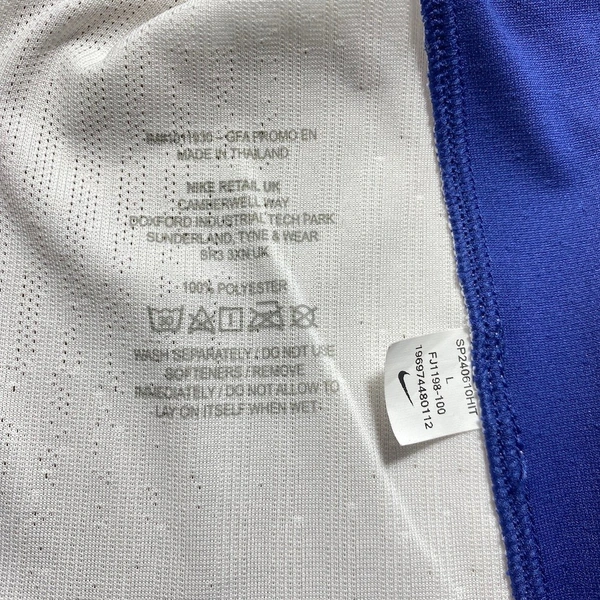 - GFA PROMO EN
MADE IN THAILAND
NIKE RETAIL UK
CAMBERWELL WAY
DOXFORD INDUSTRIAL TECH PARK
SUNDERLAND, TYNE & WEAR
SR3 3XN UK
100% POLYESTER
WASH SEPARATELY / DO NOT USE
SOFTENERS / REMOVE
IMMEDIATELY / DO NOT ALLOW TO
LAY ON ITSELF WHEN WET.
SP240610HIT
L
FJ1198-100
196974480112